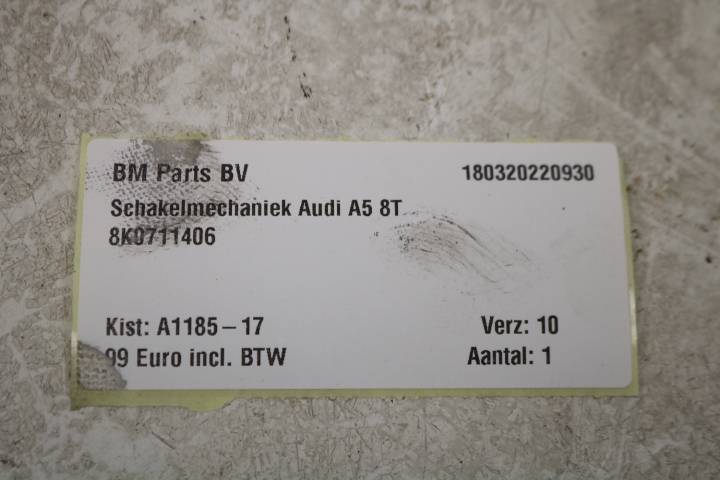 BM Parts BV 180320220930
Schakelmechaniek Audi A5 8T
8K0711406
Kist: A1185-17 Verz: 10
99 Euro incl. BTW Aantal: 1